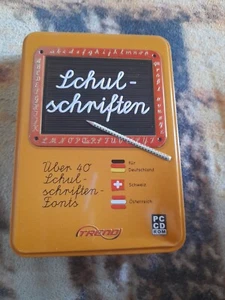 Schul-
schriften
Über 40
Schul-
schriften-
Fonts
Für
Deutschland
Schweiz
Österreich
TREND
PC
CD
ROM